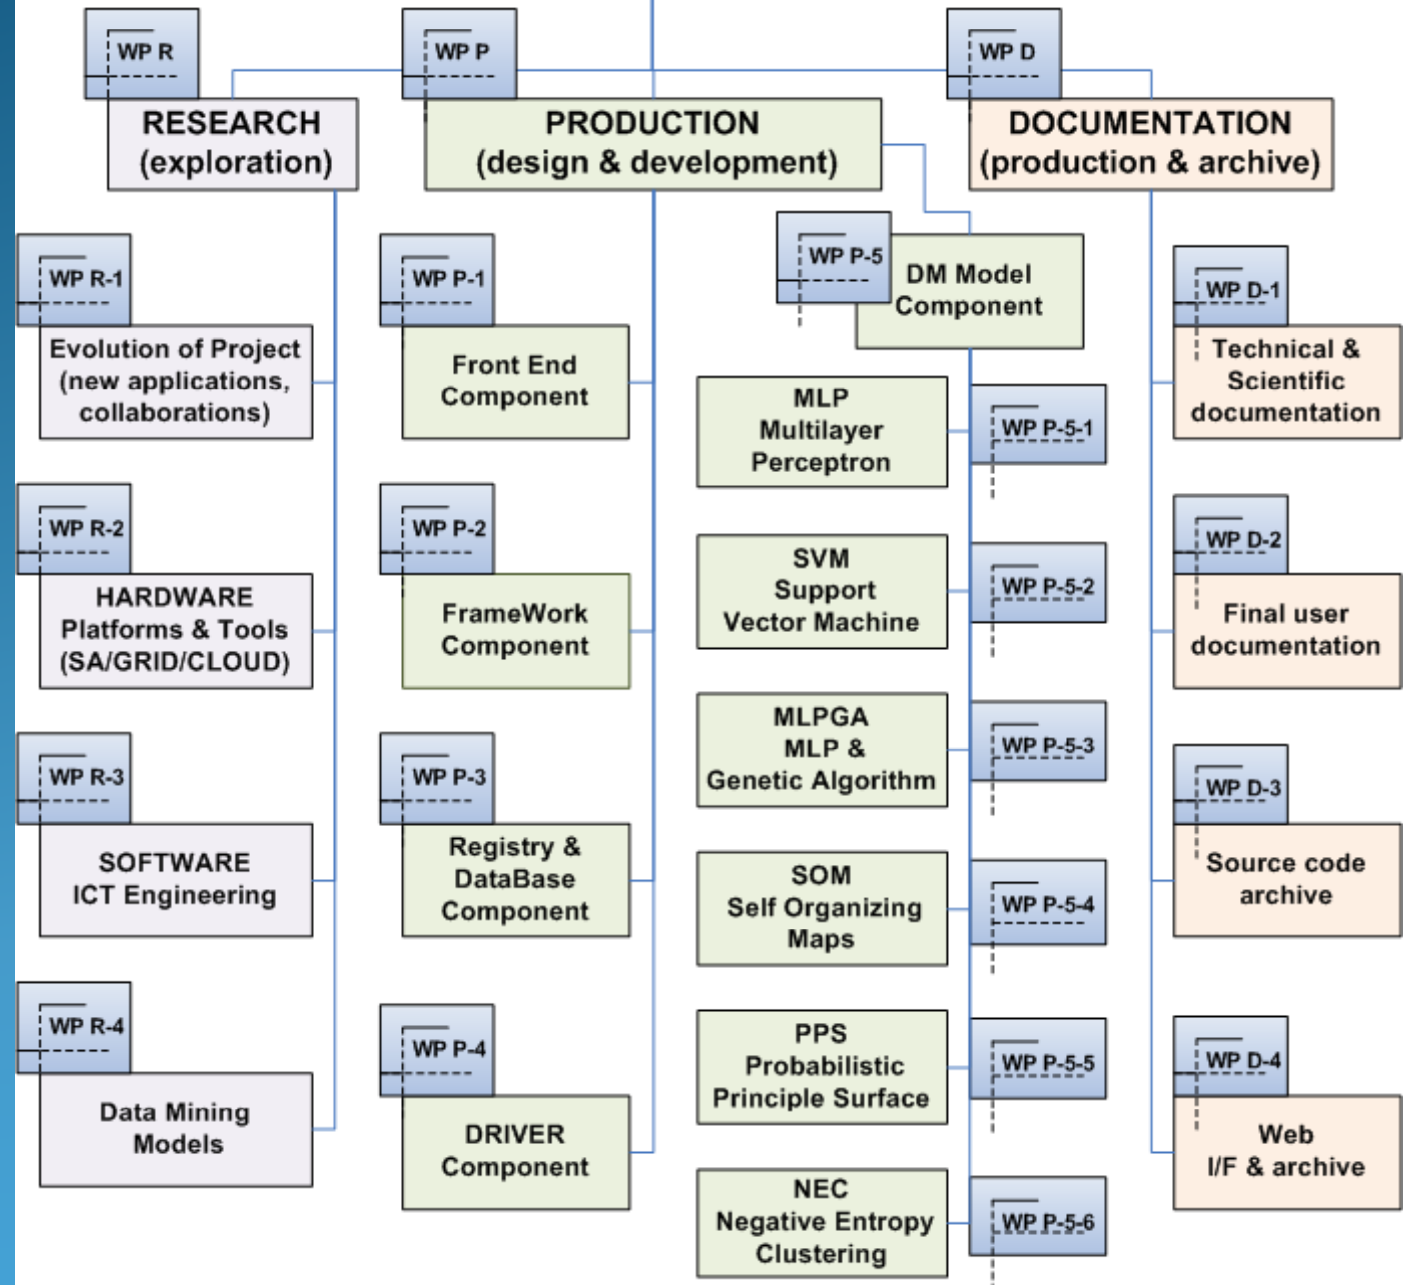 WP R
RESEARCH
(exploration)
WP P
PRODUCTION
(design & development)
WP D
DOCUMENTATION
(production & archive)
WP R-1
Evolution of Project
(new applications,
collaborations)
WP R-2
HARDWARE
Platforms & Tools
(SA/GRID/CLOUD)
WP R-3
SOFTWARE
ICT Engineering
WP R-4
Data Mining
Models
WP P-1
Front End
Component
WP P-2
FrameWork
Component
WP P-3
Registry &
DataBase
Component
WP P-4
DRIVER
Component
WP P-5
DM Model
Component
MLP
Multilayer
Perceptron
WP P-5-1
SVM
Support
Vector Machine
WP P-5-2
MLPGA
MLP &
Genetic Algorithm
WP P-5-3
SOM
Self Organizing
Maps
WP P-5-4
PPS
Probabilistic
Principle Surface
WP P-5-5
NEC
Negative Entropy
Clustering
WP P-5-6
WP D-1
Technical &
Scientific
documentation
WP D-2
Final user
documentation
WP D-3
Source code
archive
WP D-4
Web
I/F & archive